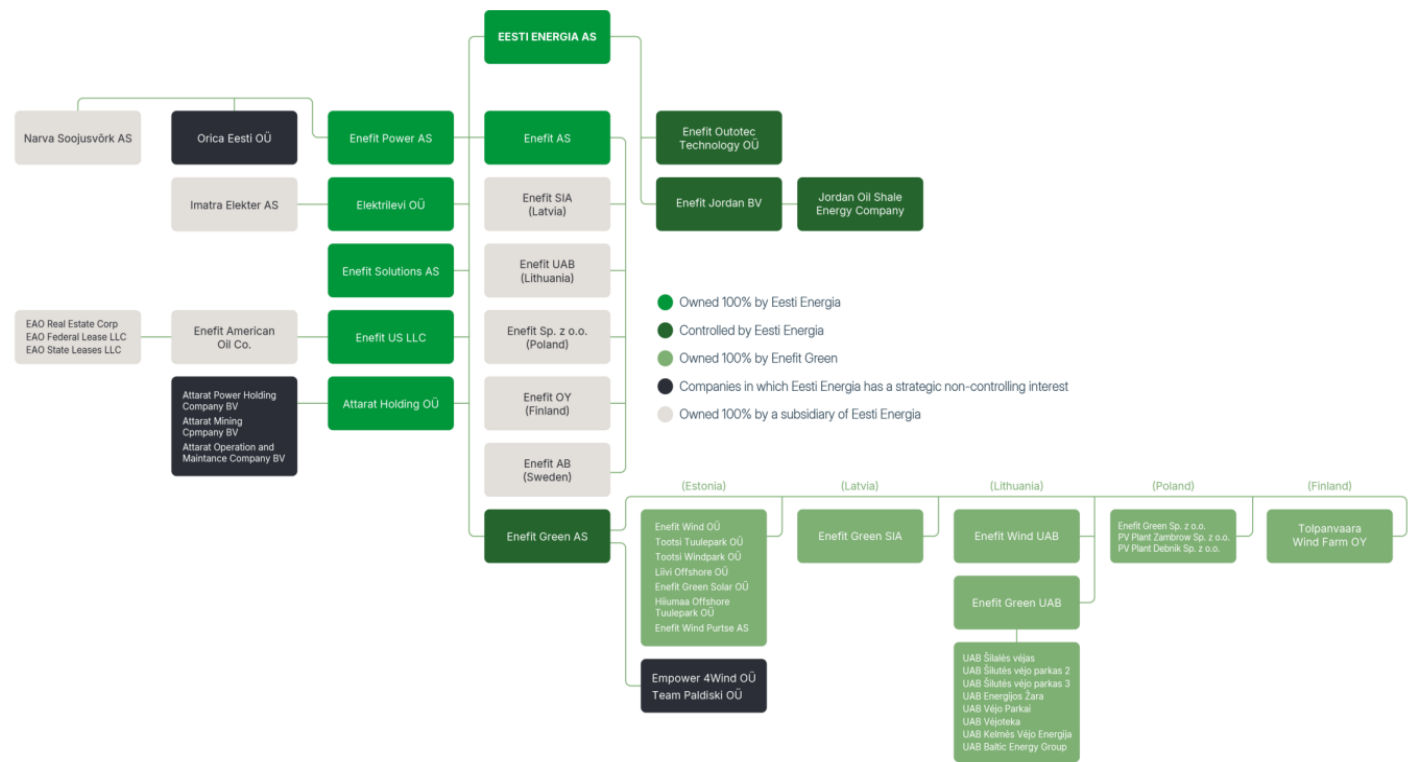 EESTI ENERGIA AS
Narva Soojusvõrk AS
Orica Eesti OÜ
Enefit Power AS
Enefit AS
Enefit Outotec
Technology OÜ
Imatra Elekter AS
Elektrilevi OÜ
Enefit SIA
(Latvia)
Enefit Jordan BV
Jordan Oil Shale
Energy Company
Enefit Solutions AS
Enefit UAB
(Lithuania)
EAO Real Estate Corp
EAO Federal Lease LLC
EAO State Leases LLC
Enefit American
Oil Co.
Enefit US LLC
Enefit Sp. z o.o.
(Poland)
Attarat Power Holding
Company BV
Attarat Mining
Cpmpany BV
Attarat Operation and
Maintance Company BV
Attarat Holding OÜ
Enefit OY
(Finland)
Enefit AB
(Sweden)
Owned 100% by Eesti Energia
Controlled by Eesti Energia
Owned 100% by Enefit Green
Companies in which Eesti Energia has a strategic non-controlling interest
Owned 100% by a subsidiary of Eesti Energia
Enefit Green AS
(Estonia)
Enefit Wind OÜ
Tootsi Tuulepark OÜ
Tootsi Windpark OÜ
Liivi Offshore OÜ
Enefit Green Solar OÜ
Hiiumaa Offshore
Tuulepark OÜ
Enefit Wind Purtse AS
Empower 4Wind OÜ
Team Paldiski OÜ
(Latvia)
Enefit Green SIA
(Lithuania)
Enefit Wind UAB
Enefit Green UAB
UAB Šilalės vėjas
UAB Šilutės vėjo parkas 2
UAB Šilutės vėjo parkas 3
UAB Energijos Žara
UAB Vėjo Parkai
UAB Vėjoteka
UAB Kelmės Vėjo Energija
UAB Baltic Energy Group
(Poland)
Enefit Green Sp. z o.o.
PV Plant Zambrow Sp. z o.o.
PV Plant Debnik Sp. z o.o.
(Finland)
Tolpanvaara
Wind Farm OY